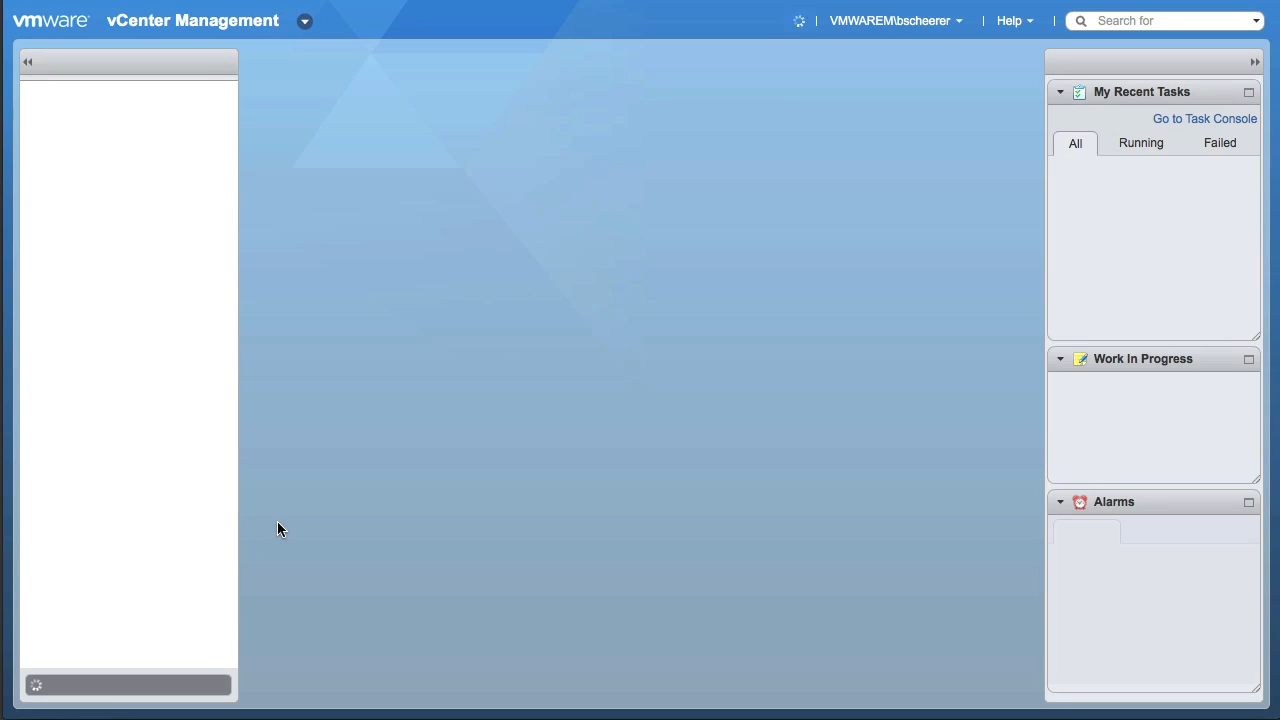 vmware® vCenter Management
VMWAREM\bscheerer
Help
Search for
My Recent Tasks
Go to Task Console
All
Running
Failed
Work In Progress
Alarms